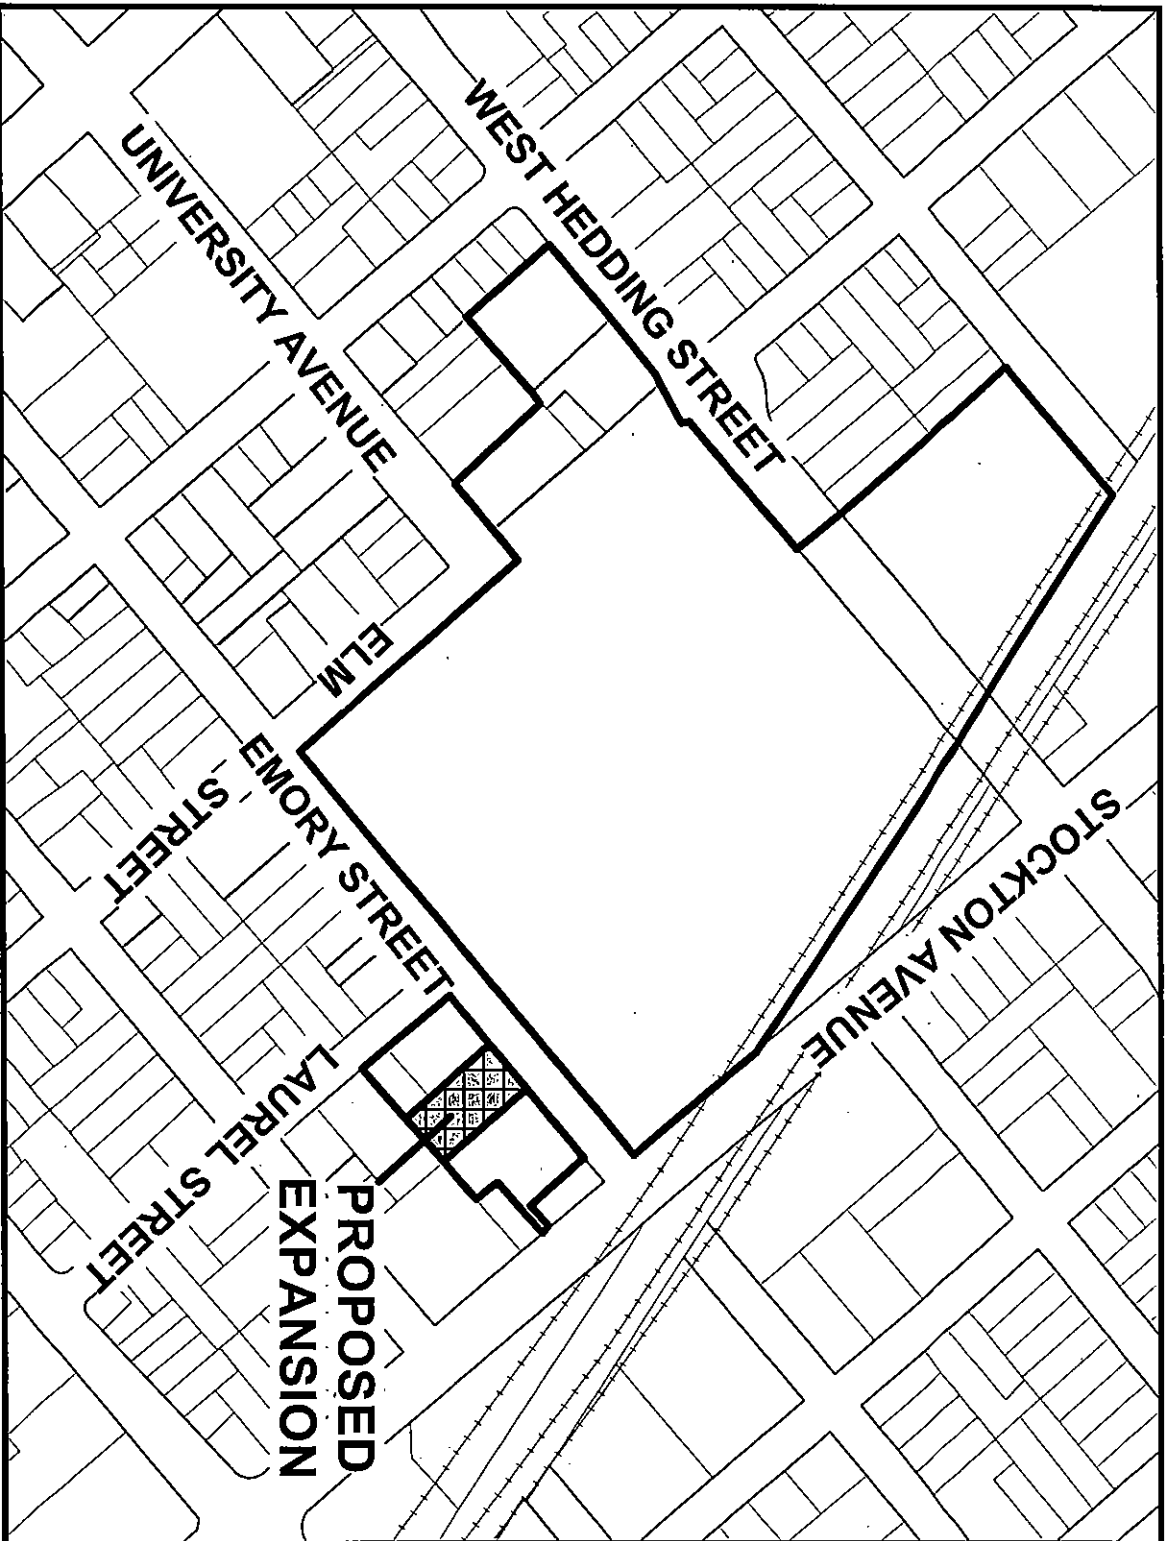 WEST HEDDING STREET
UNIVERSITY AVENUE
ELM
STREET
EMORY STREET
STOCKTON AVENUE
LAUREL STREET
PROPOSED
EXPANSION